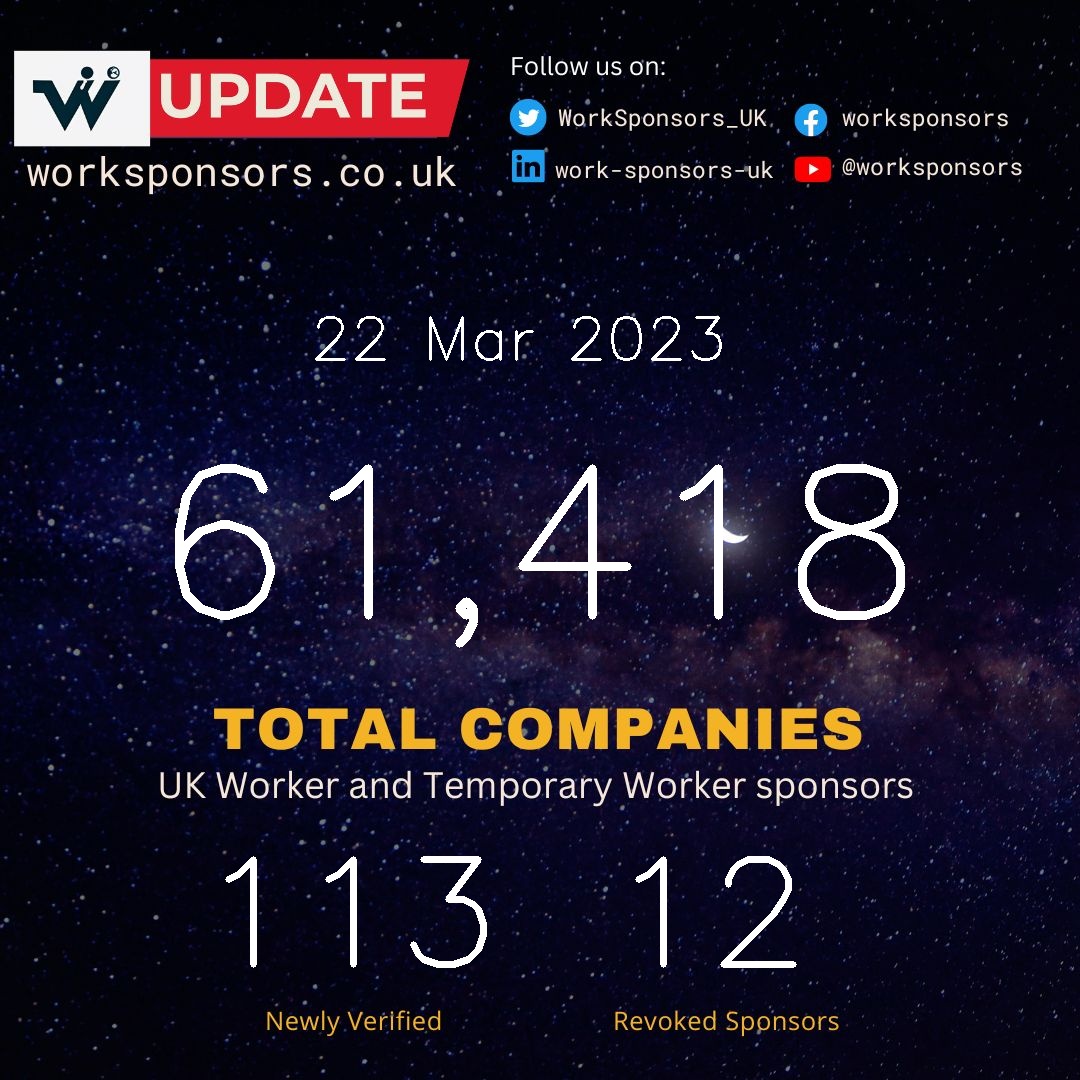 UPDATE
worksponsors.co.uk
Follow us on:
WorkSponsors_UK
worksponsors
work-sponsors-uk
@worksponsors
22 Mar 2023
61,418
TOTAL COMPANIES
UK Worker and Temporary Worker sponsors
113
12
Newly Verified
Revoked Sponsors